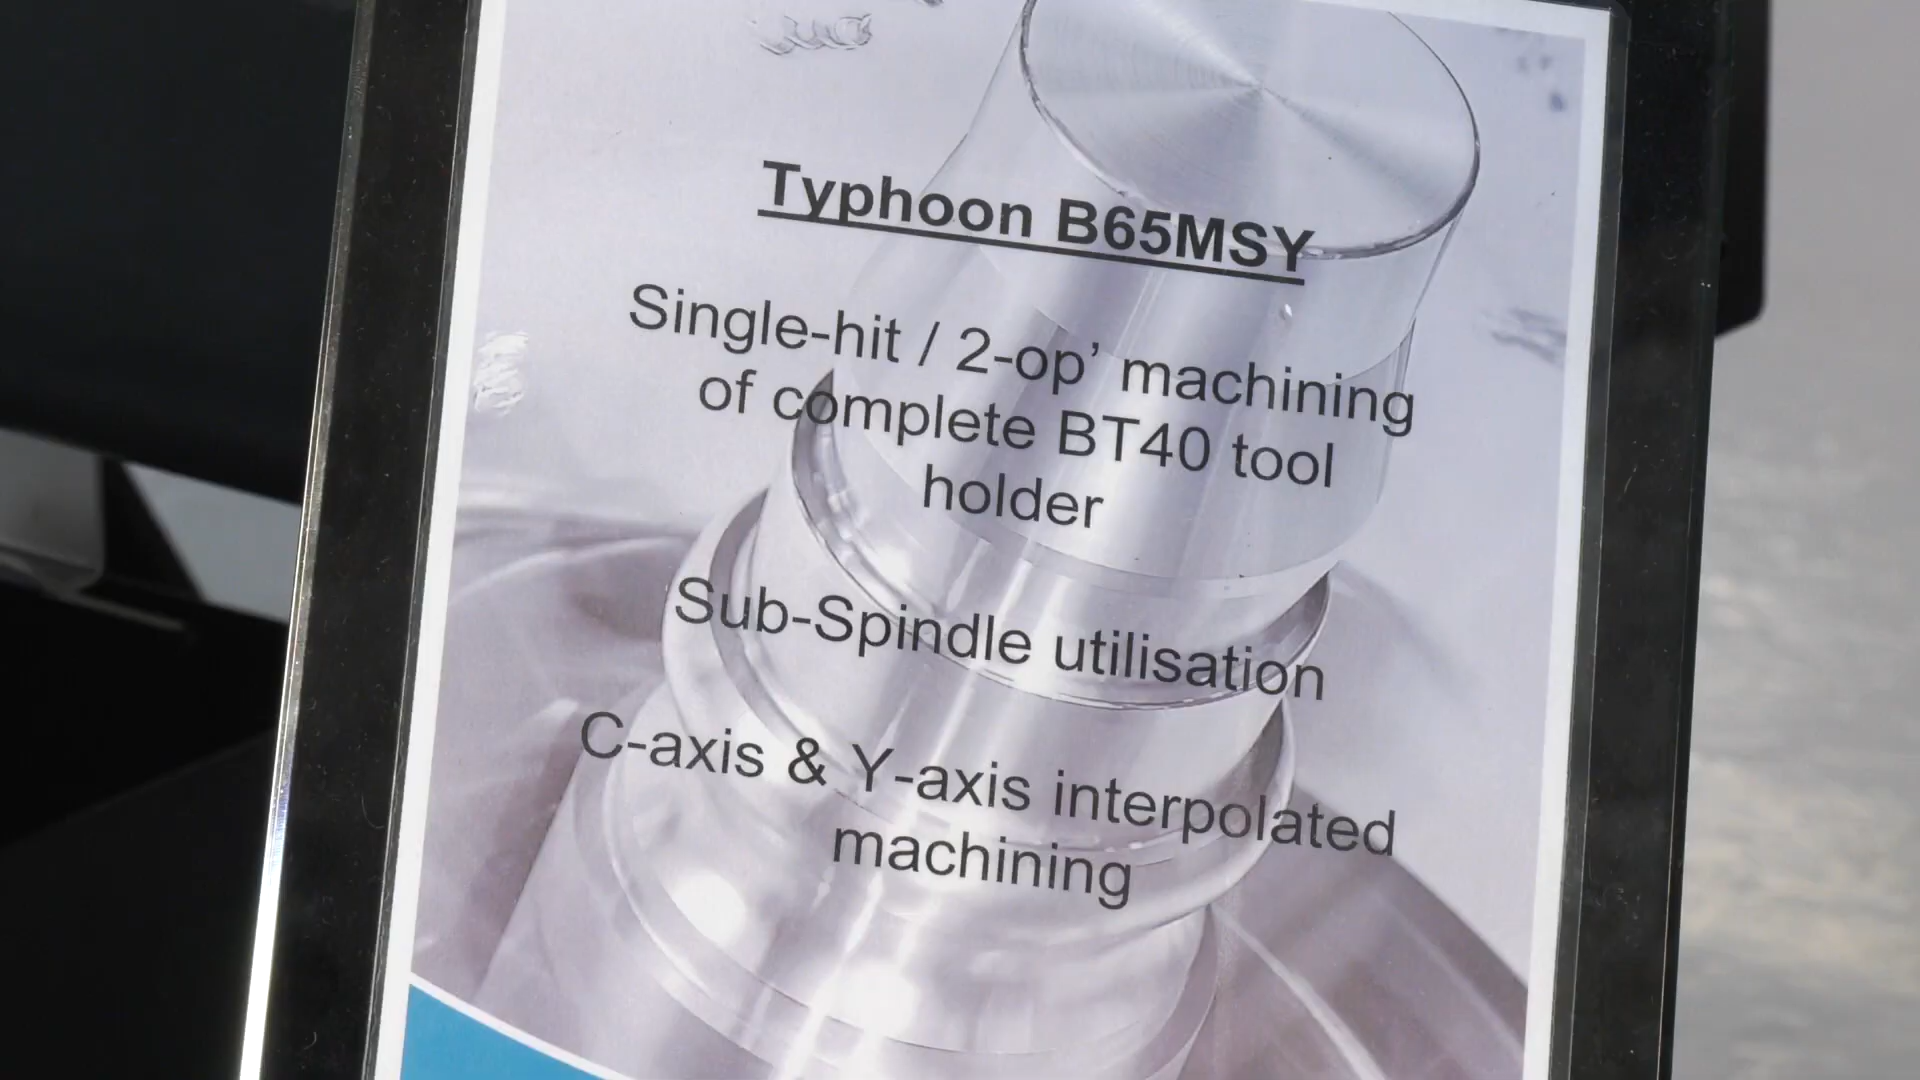 Typhoon B65MSY
Single-hit / 2-op’ machining
of complete BT40 tool
holder
Sub-Spindle utilisation
C-axis & Y-axis interpolated
machining